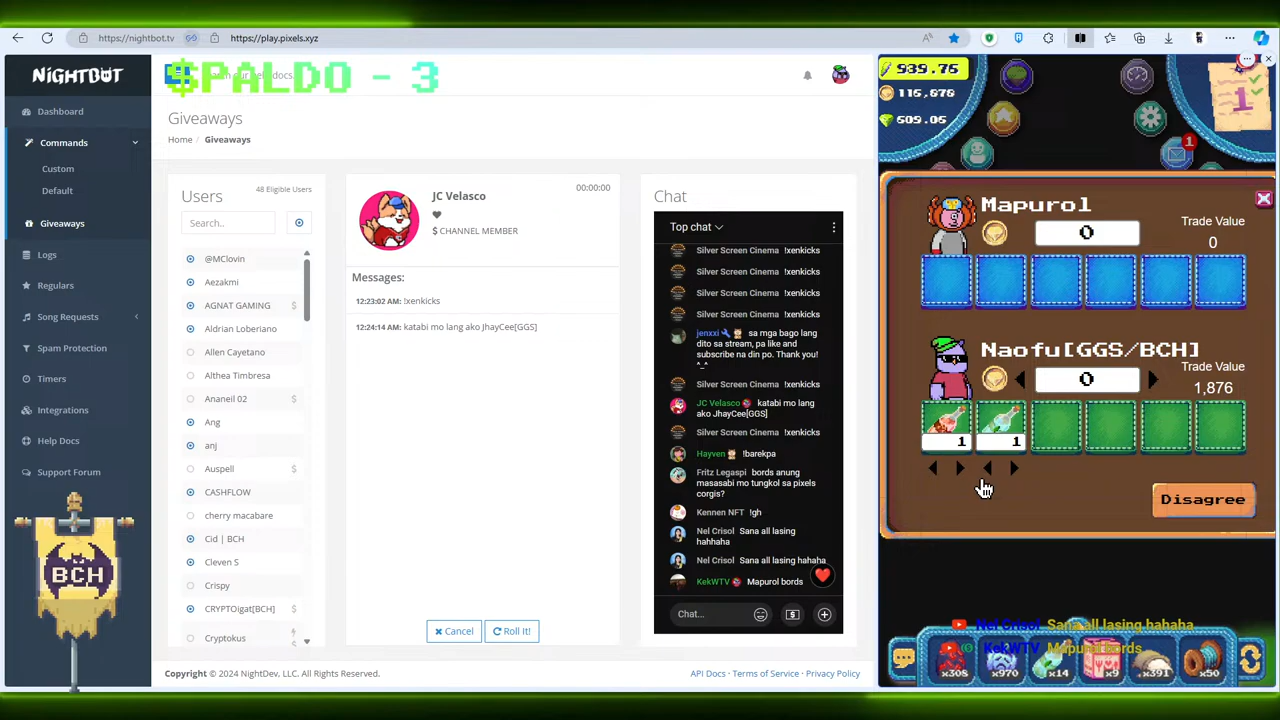 https://nightbot.tv
https://play.pixels.xyz
NIGHTBOT
Dashboard
Commands
Custom
Default
Giveaways
Logs
Regulars
Song Requests
Spam Protection
Timers
Integrations
Help Docs
Support Forum
BCH
$PALDO - 3
Giveaways
Home · Giveaways
Users
48 Eligible Users
Search...
@MClovin
Aezakmi
AGNAT GAMING $
Aldrian Loberiano
Allen Cayetano
Althea Timbresa
Ananeil 02 $
Ang
anj
Auspell $
CASHFLOW
cherry macabare
Cid | BCH
Cleven S
Crispy
CRYPTOigat[BCH] $
Cryptokus
JC Velasco
00:00:00
$ CHANNEL MEMBER
Messages:
12:23:02 AM: !xenkicks
12:24:14 AM: katabi mo lang ako JhayCee[GGS]
Cancel
Roll It!
Chat
Top chat
Silver Screen Cinema !xenkicks
Silver Screen Cinema !xenkicks
Silver Screen Cinema !xenkicks
Silver Screen Cinema !xenkicks
jenxxi sa mga bago lang
dito sa stream, pa like and
subscribe na din po. Thank you!
^_^
Silver Screen Cinema !xenkicks
JC Velasco katabi mo lang
ako JhayCee[GGS]
Silver Screen Cinema !xenkicks
Hayven !barekpa
Fritz Legaspi bords anung
masasabi mo tungkol sa pixels
corgis?
Kennen NFT !gh
Nel Crisol Sana all lasing
hahhaha
Nel Crisol Sana all lasing hahaha
KekWTV Mapurol bords
Chat...
Copyright © 2024 NightDev, LLC. All Rights Reserved.
API Docs · Terms of Service · Privacy Policy
939.76
116,878
609.06
1
1
Mapurol
0
Trade Value
0
Naofu[GGS/BCH]
0
Trade Value
1,876
1
1
Disagree
Nel Crisol Sana all lasing hahaha
KekWTV Mapurol bords
x308
x970
x14
x9
x391
x50